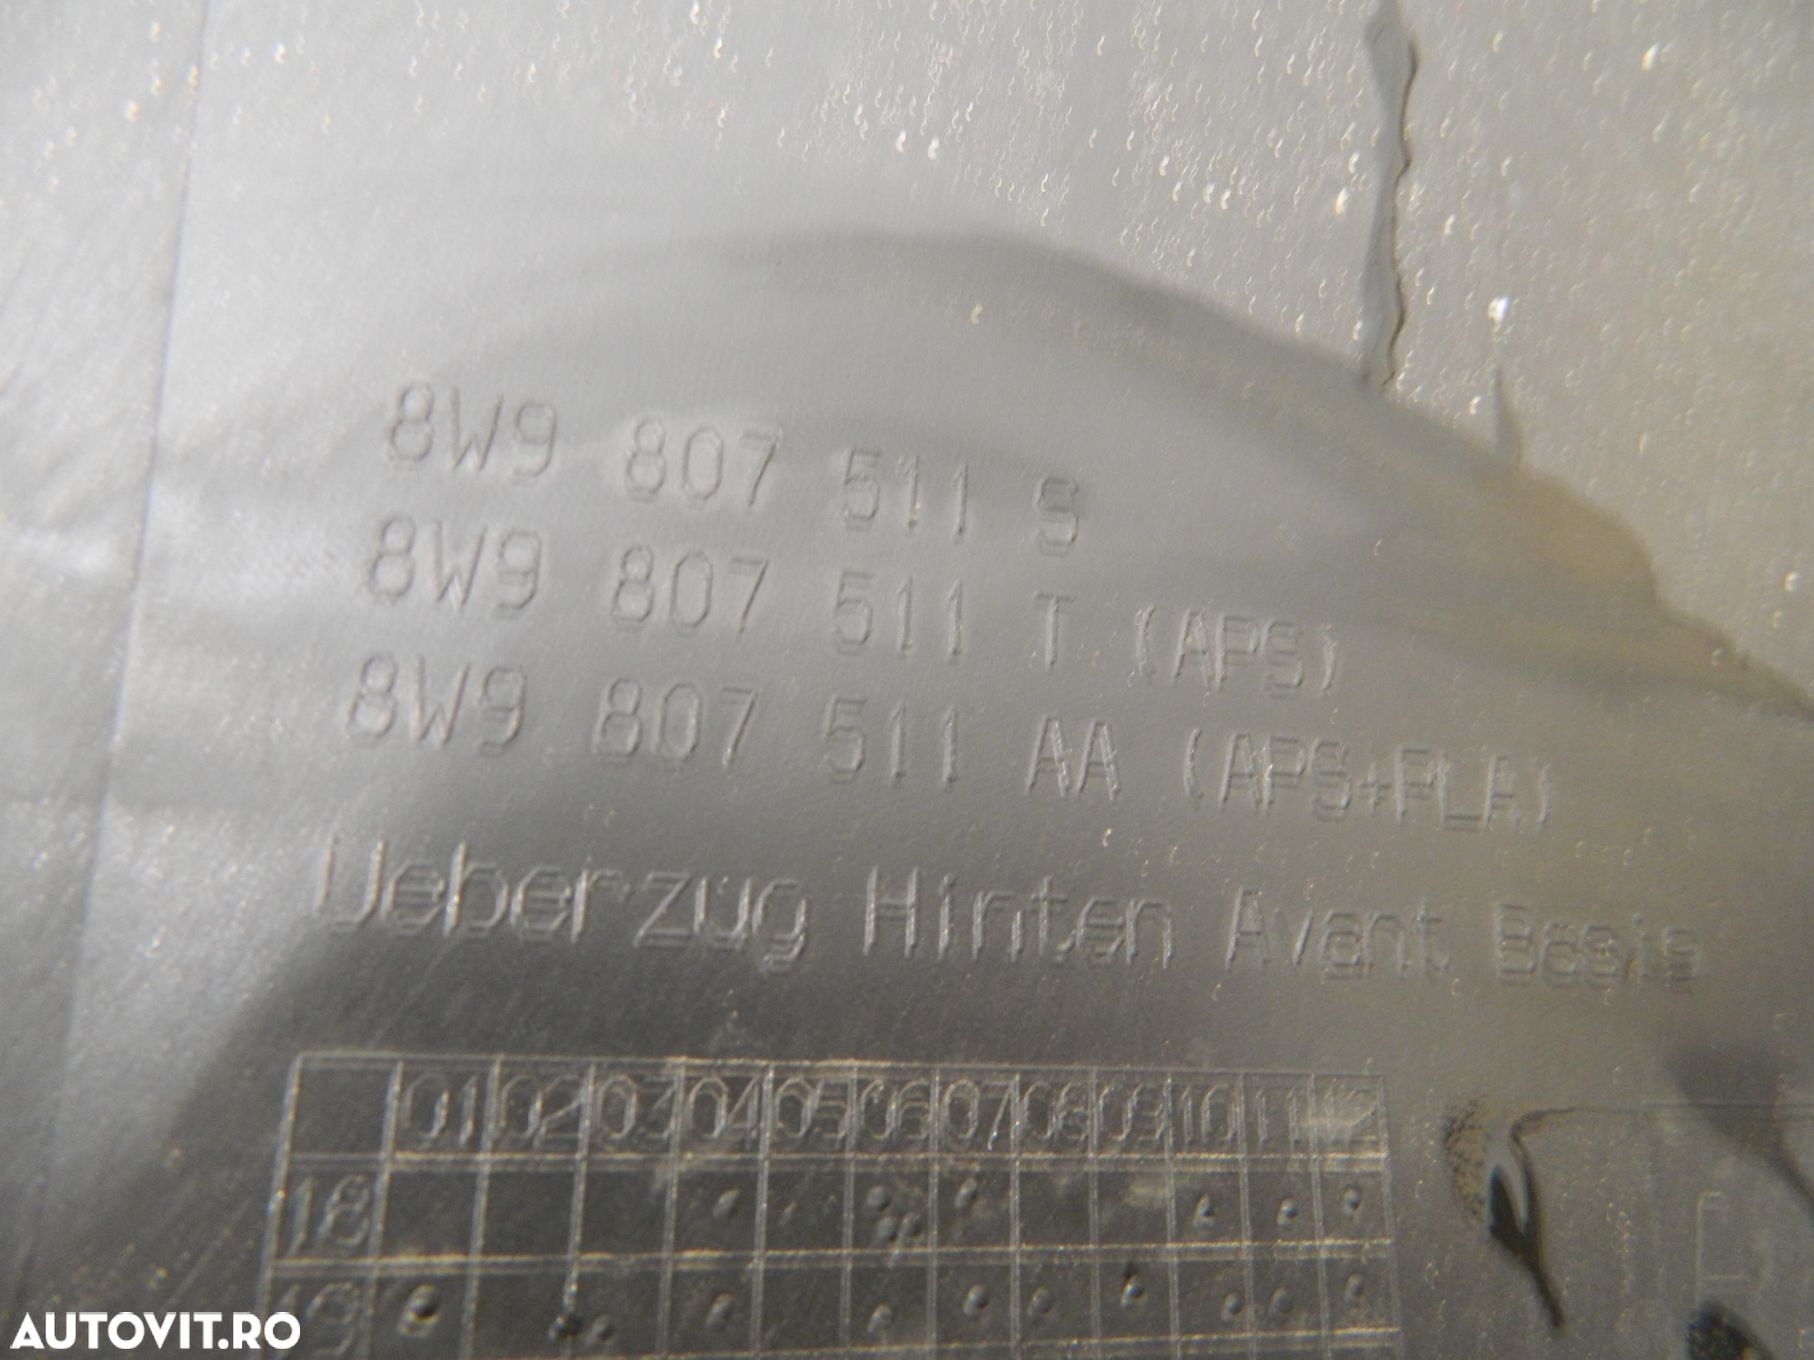 8W9 807 511 S
8W9 807 511 T (APS)
8W9 807 511 AA (APS+PLA)
Ueberzug Hinten Avant Basis
01 02 03 04 05 06 07 08 09 10 11 12
18
19
AUTOVIT.RO